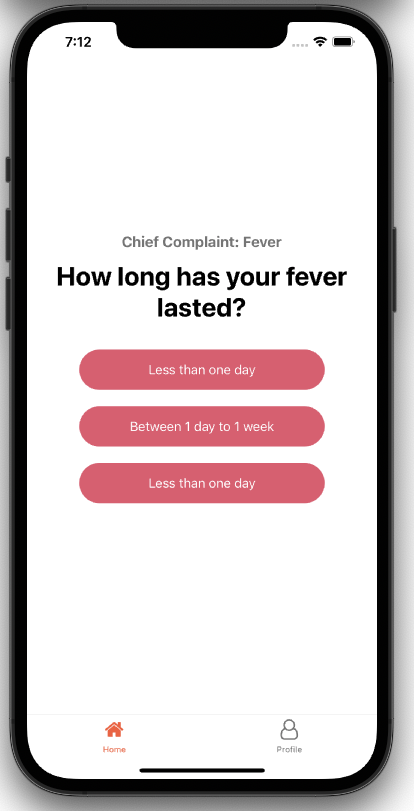 7:12
Chief Complaint: Fever
How long has your fever
lasted?
Less than one day
Between 1 day to 1 week
Less than one day
Home
Profile